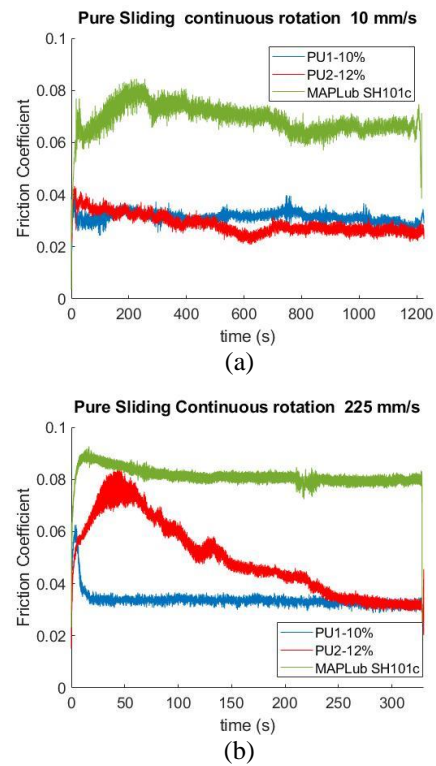 Pure Sliding continuous rotation 10 mm/s
PU1-10%
PU2-12%
MAPLub SH101c
0.1
0.08
0.06
0.04
0.02
0
Friction Coefficient
0 200 400 600 800 1000 1200
time (s)
(a)
Pure Sliding Continuous rotation 225 mm/s
0.1
0.08
0.06
0.04
0.02
0
Friction Coefficient
PU1-10%
PU2-12%
MAPLub SH101c
0 50 100 150 200 250 300
time (s)
(b)